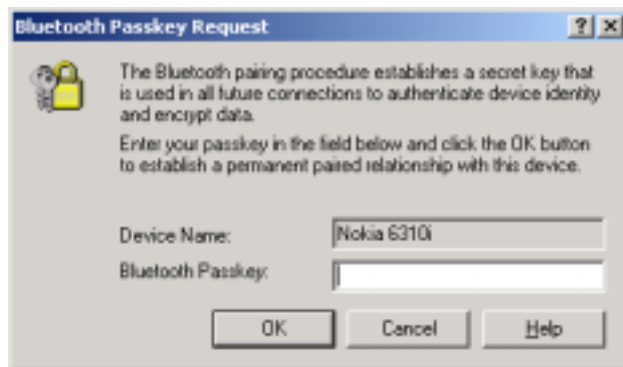 Bluetooth Passkey Request
The Bluetooth pairing procedure establishes a secret key that
is used in all future connections to authenticate device identity
and encrypt data.
Enter your passkey in the field below and click the OK button
to establish a permanent paired relationship with this device.
Device Name: Nokia 6310i
Bluetooth Passkey:
OK Cancel Help